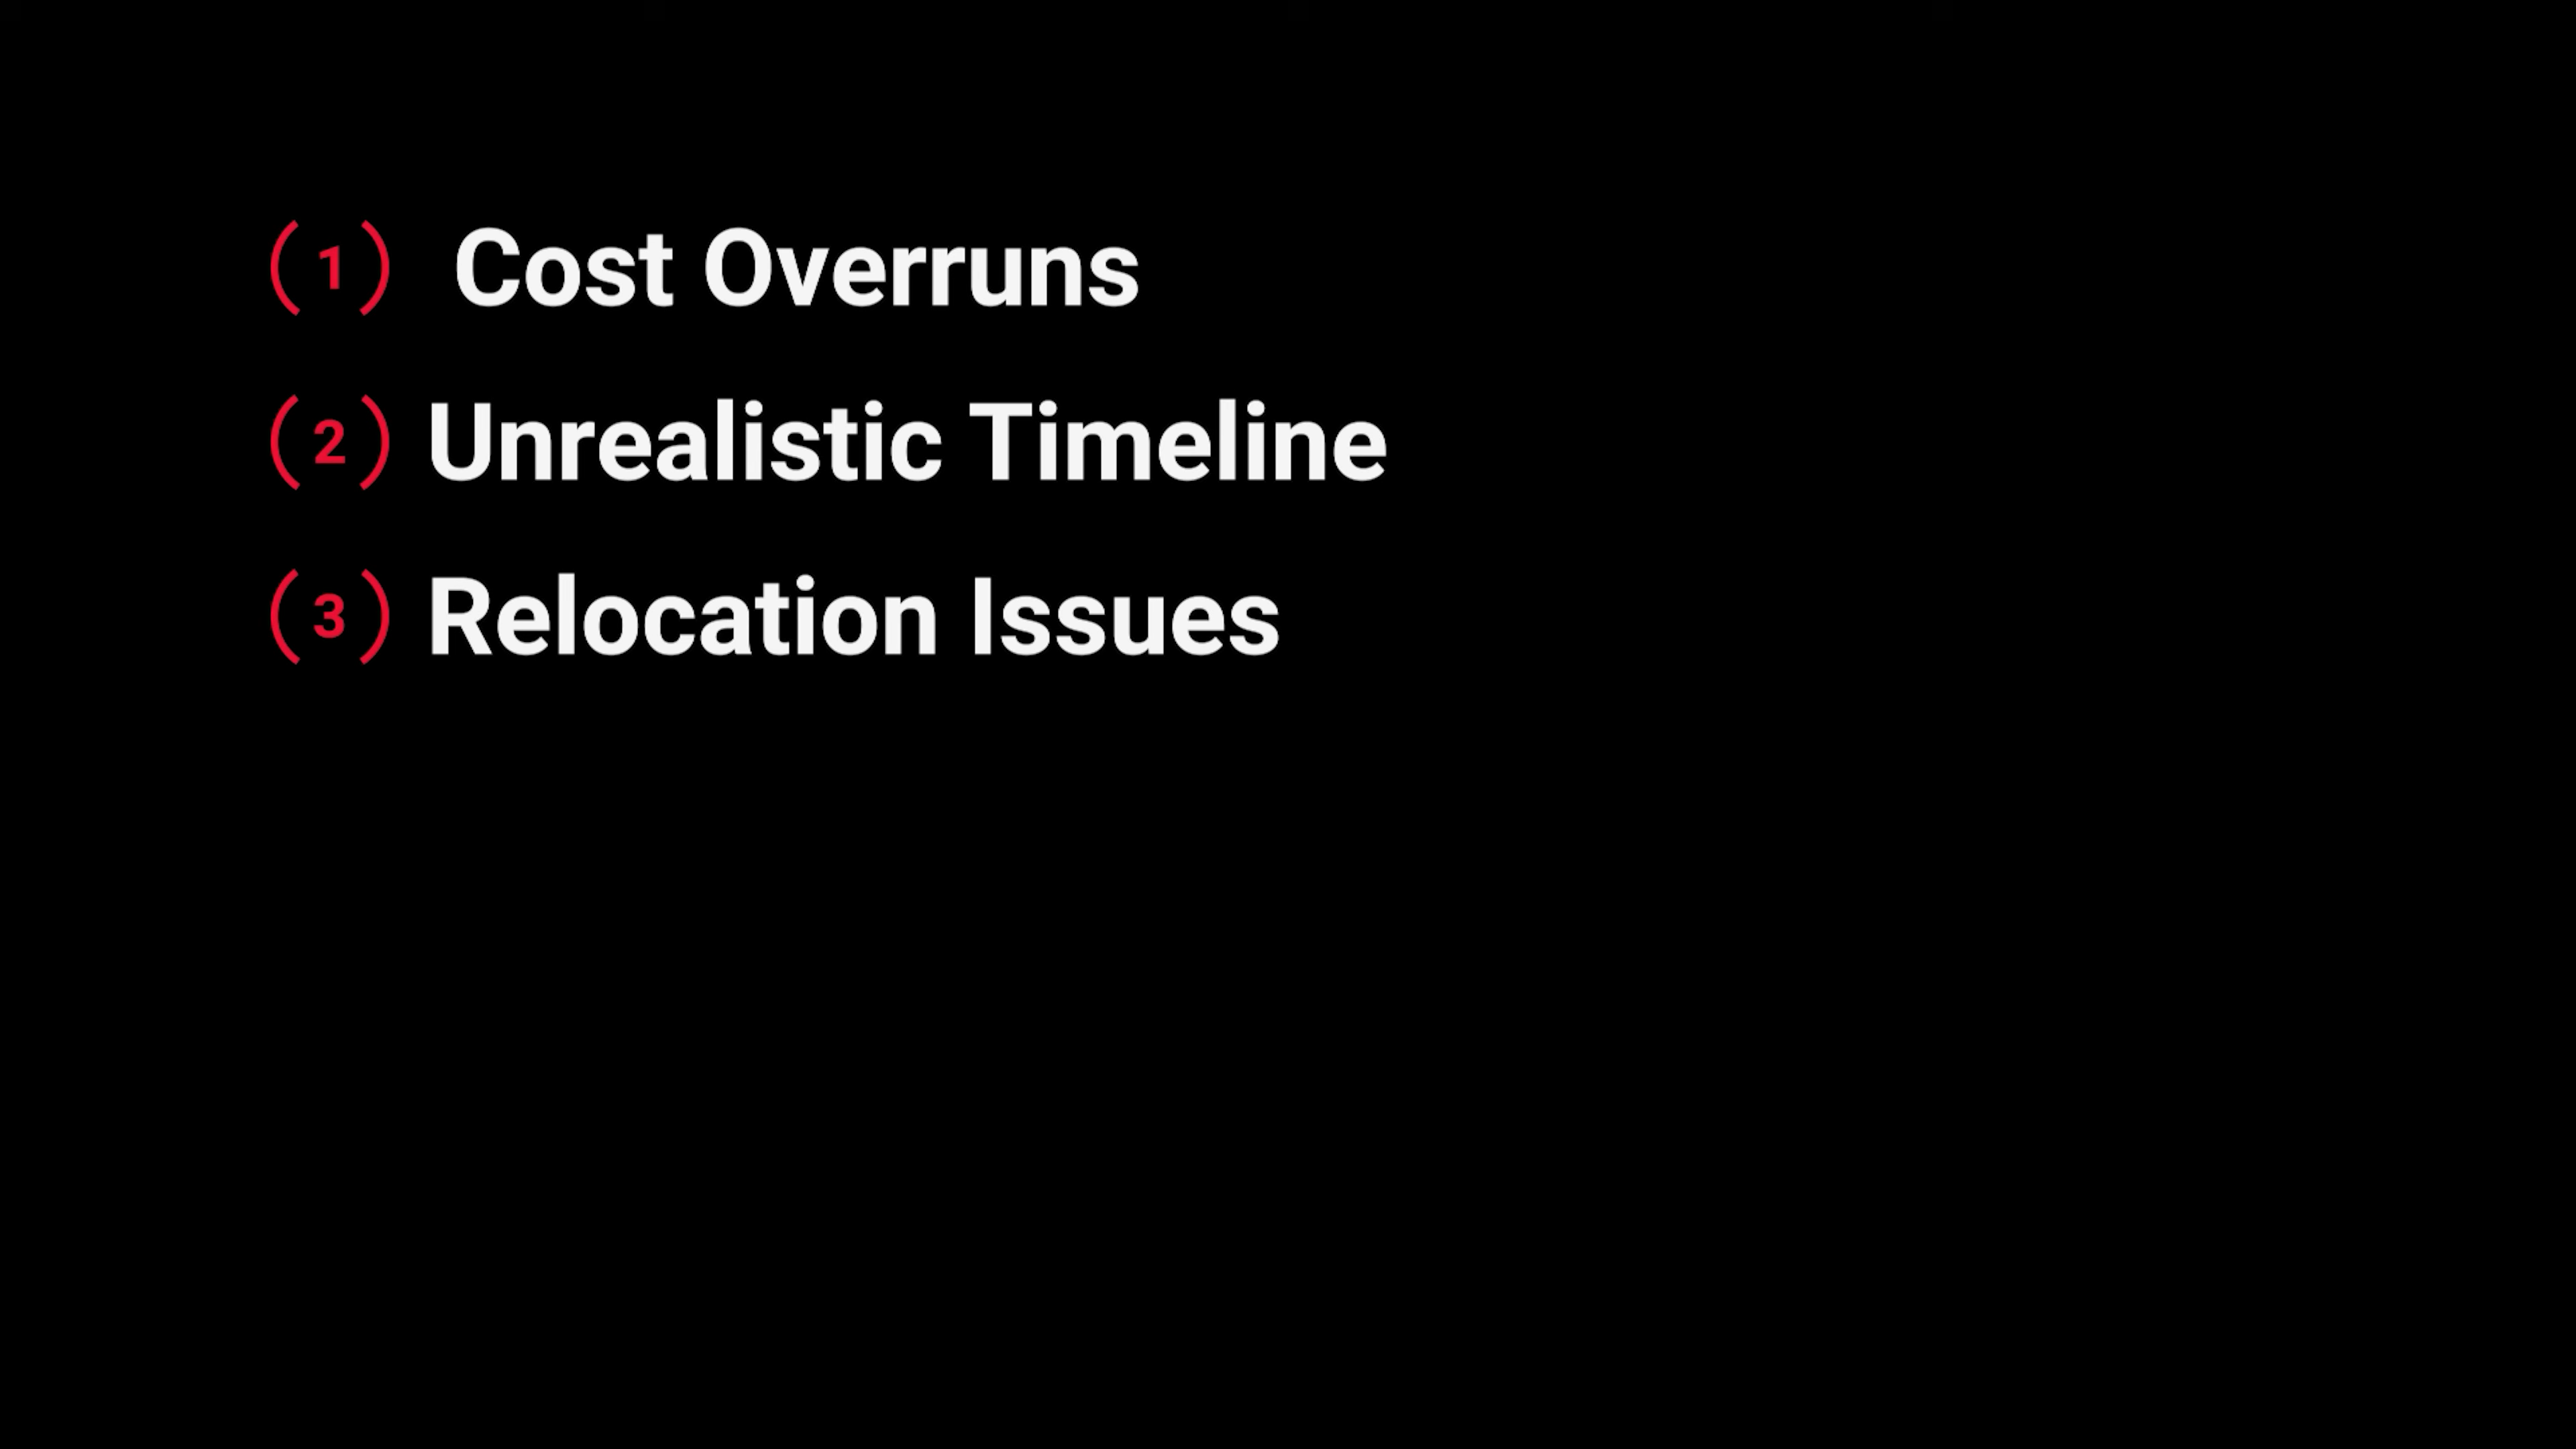 (1) Cost Overruns
(2) Unrealistic Timeline
(3) Relocation Issues